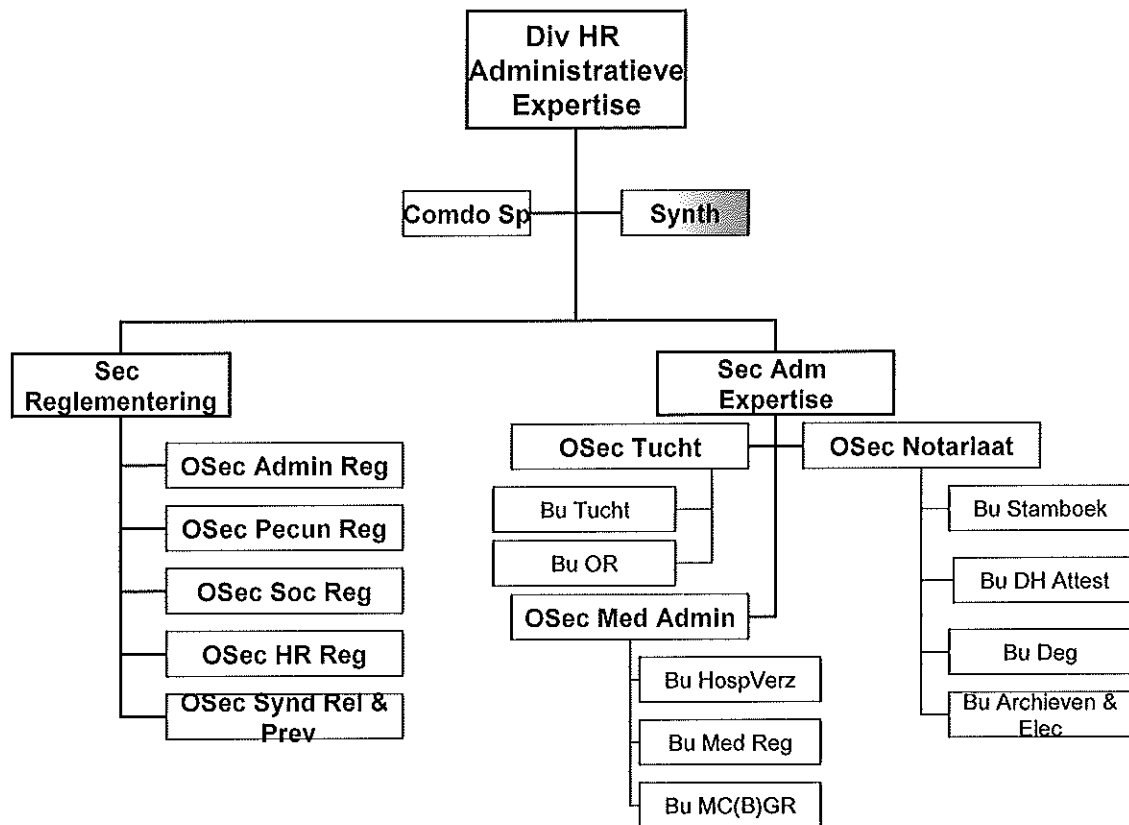 Div HR
Administratieve
Expertise
Comdo Sp
Synth
Sec
Reglementering
Sec Adm
Expertise
OSec Admin Reg
OSec Pecun Reg
OSec Soc Reg
OSec HR Reg
OSec Synd Rel &
Prev
OSec Tucht
Bu Tucht
Bu OR
OSec Med Admin
Bu HospVerz
Bu Med Reg
Bu MC(B)GR
OSec Notarlaat
Bu Stamboek
Bu DH Attest
Bu Deg
Bu Archieven &
Elec